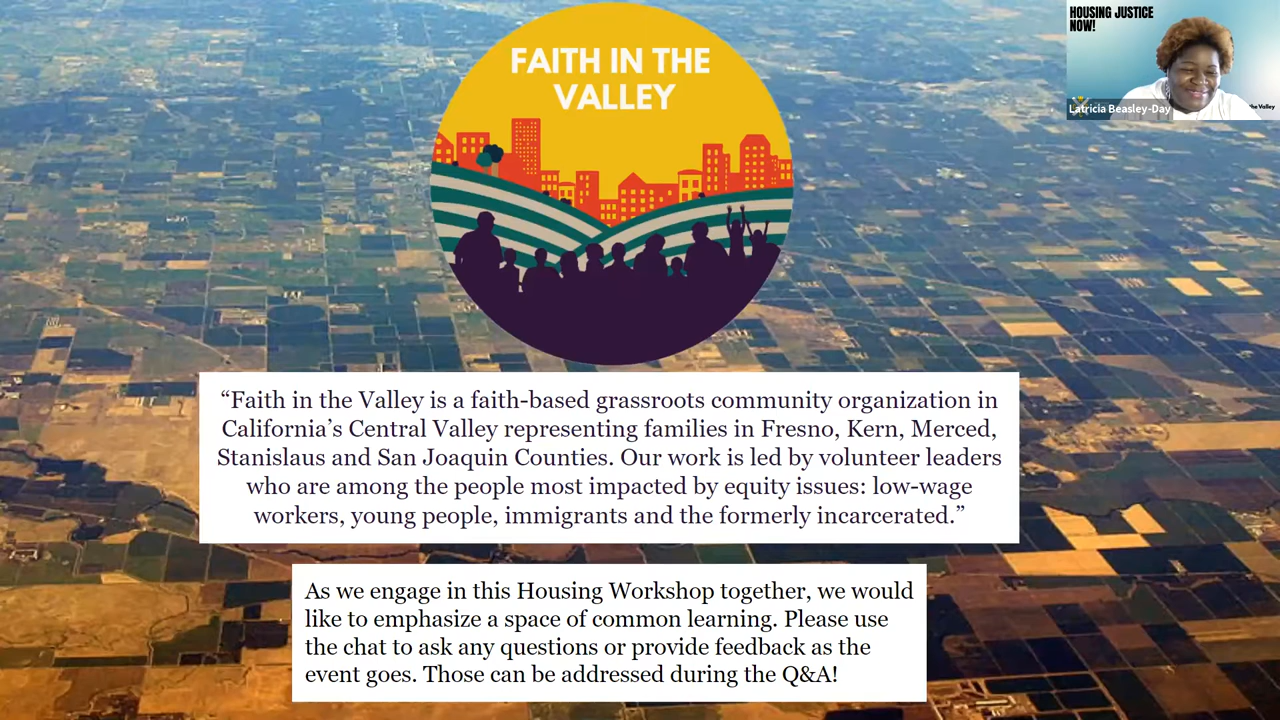 FAITH IN THE
VALLEY
HOUSING JUSTICE
NOW!
Latricia Beasley-Day
the Valley
“Faith in the Valley is a faith-based grassroots community organization in
California’s Central Valley representing families in Fresno, Kern, Merced,
Stanislaus and San Joaquin Counties. Our work is led by volunteer leaders
who are among the people most impacted by equity issues: low-wage
workers, young people, immigrants and the formerly incarcerated.”
As we engage in this Housing Workshop together, we would
like to emphasize a space of common learning. Please use
the chat to ask any questions or provide feedback as the
event goes. Those can be addressed during the Q&A!